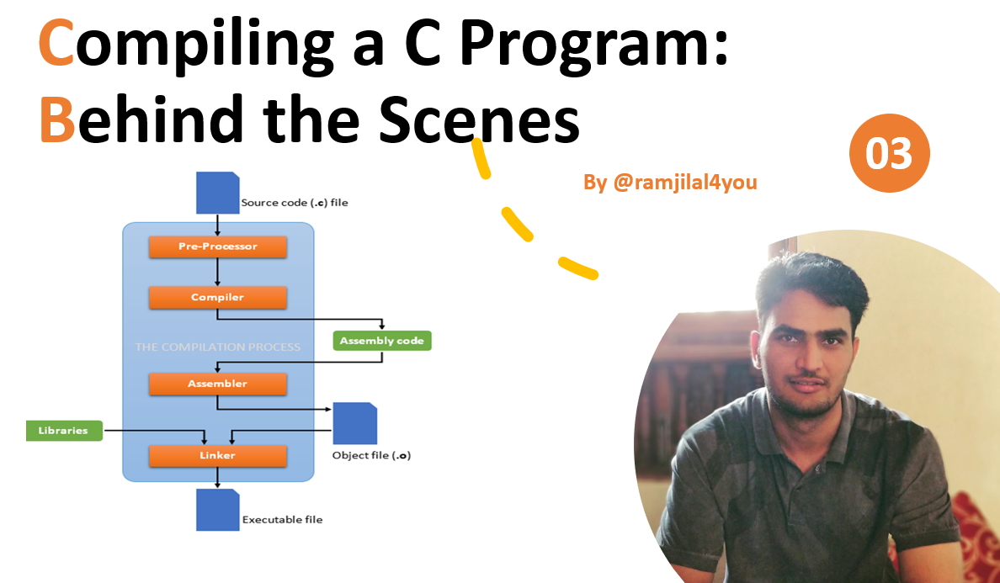 Compiling a C Program:
Behind the Scenes
03
By @ramjilal4you
Source code (.c) file
Pre-Processor
Compiler
Assembly code
THE COMPILATION PROCESS
Assembler
Libraries
Linker
Object file (.o)
Executable file